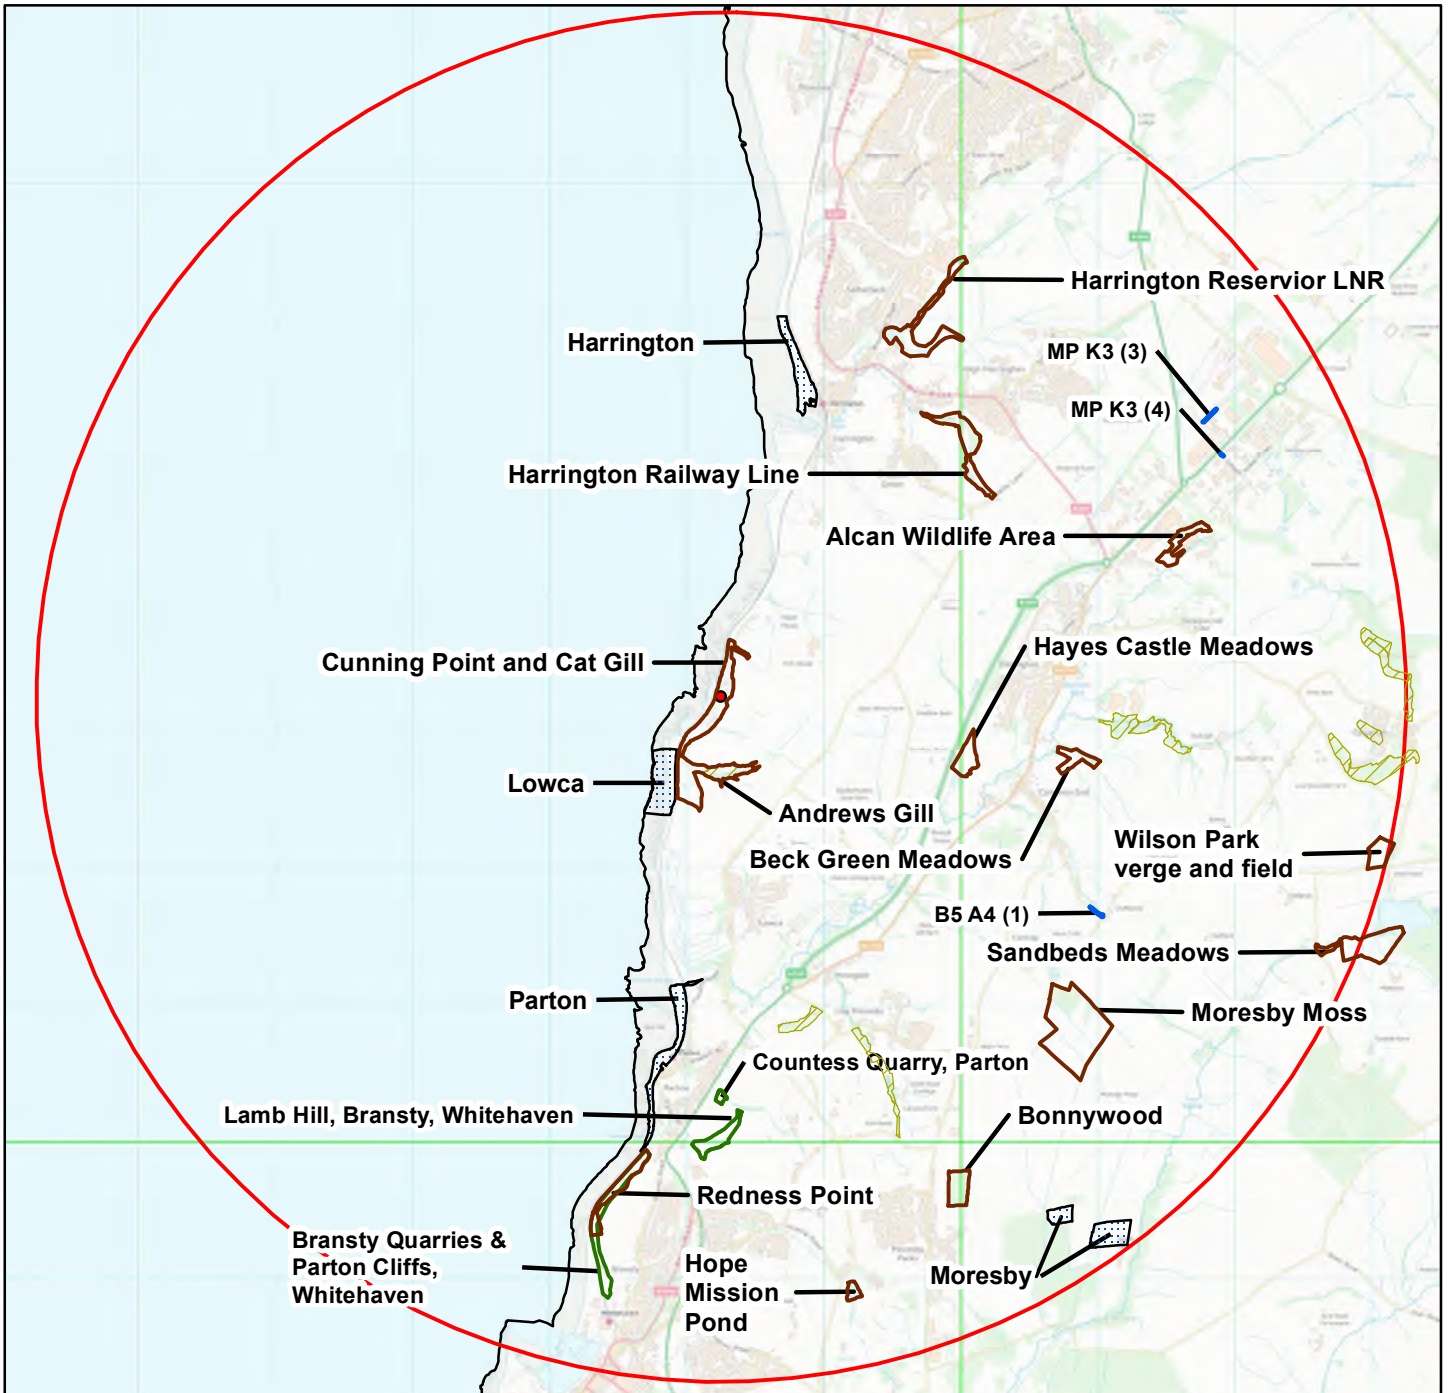 Harrington Reservior LNR
Harrington
MP K3 (3)
MP K3 (4)
Harrington Railway Line
Alcan Wildlife Area
Hayes Castle Meadows
Cunning Point and Cat Gill
Lowca
Andrews Gill
Beck Green Meadows
Wilson Park
verge and field
B5 A4 (1)
Sandbeds Meadows
Parton
Moresby Moss
Countess Quarry, Parton
Lamb Hill, Bransty, Whitehaven
Bonnywood
Redness Point
Bransty Quarries &
Parton Cliffs,
Whitehaven
Hope
Mission
Pond
Moresby